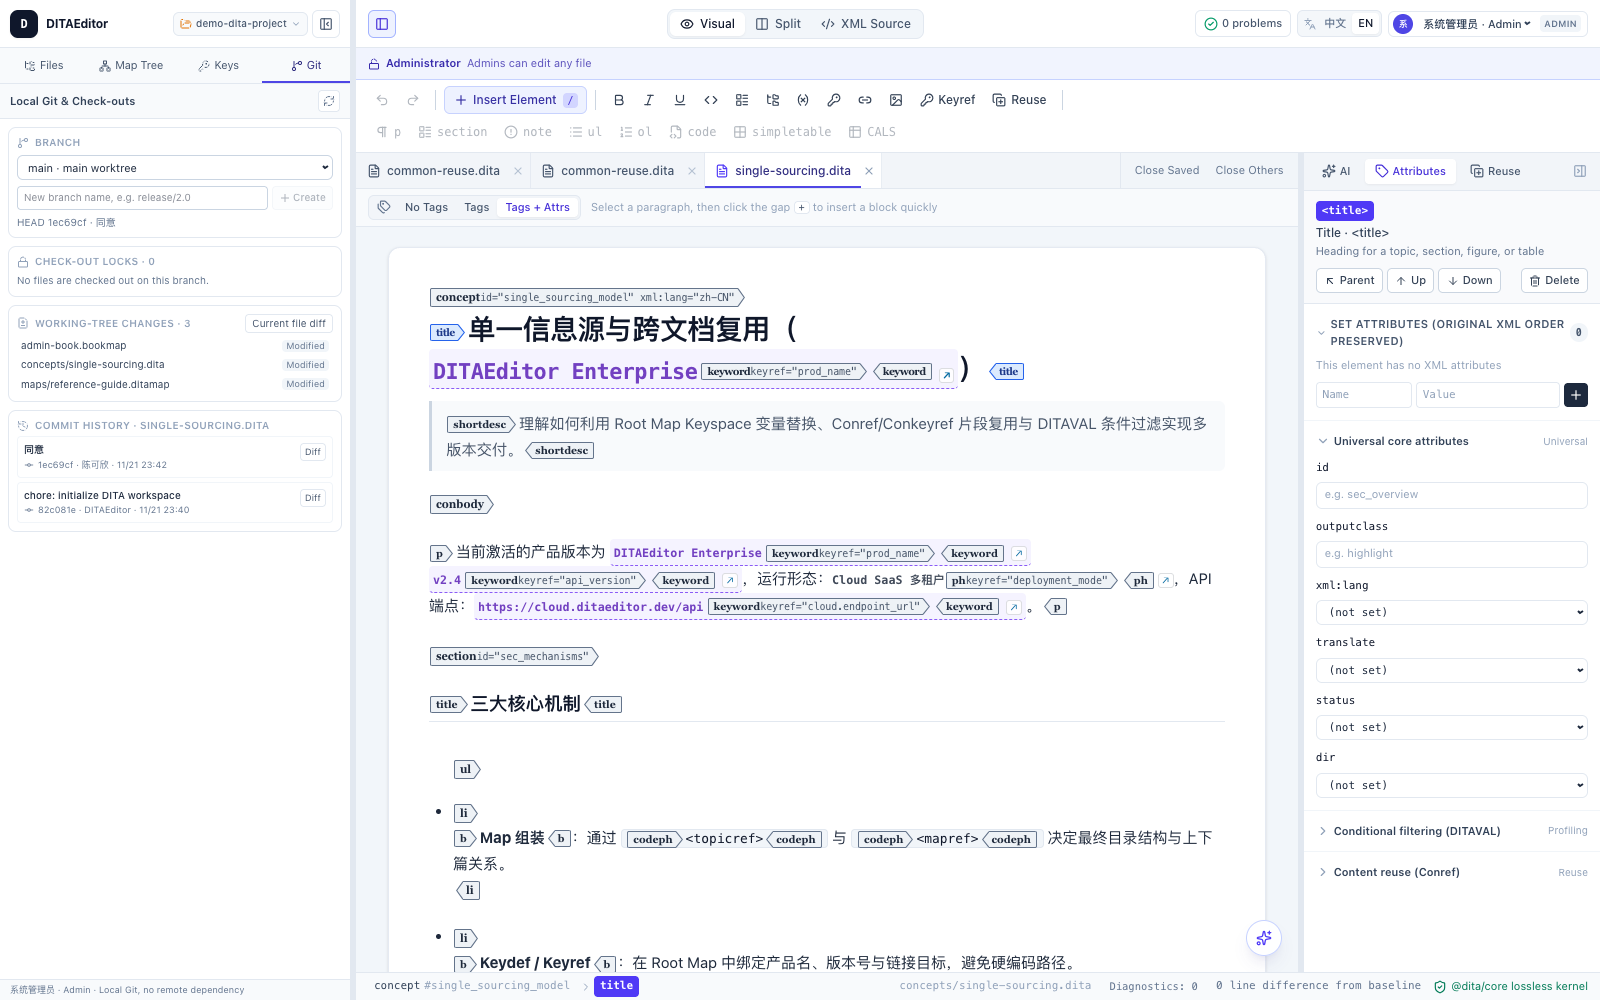 D DITAEditor
demo-dita-project
Visual
Split
XML Source
0 problems
中文 EN
系 系统管理员 · Admin ADMIN
Files
Map Tree
Keys
Git
Administrator Admins can edit any file
Local Git & Check-outs
BRANCH
main · main worktree
New branch name, e.g. release/2.0
+ Create
HEAD 1ec69cf · 同意
CHECK-OUT LOCKS · 0
No files are checked out on this branch.
WORKING-TREE CHANGES · 3
Current file diff
admin-book.bookmap Modified
concepts/single-sourcing.dita Modified
maps/reference-guide.ditamap Modified
COMMIT HISTORY · SINGLE-SOURCING.DITA
同意
1ec69cf · 陈可欣 · 11/21 23:42
Diff
chore: initialize DITA workspace
82c081e · DITAEditor · 11/21 23:40
Diff
系统管理员 · Admin · Local Git, no remote dependency
+ Insert Element /
B I U
Keyref
Reuse
p section note ul ol code simpletable CALS
common-reuse.dita ×
common-reuse.dita ×
single-sourcing.dita ×
Close Saved
Close Others
No Tags
Tags
Tags + Attrs
Select a paragraph, then click the gap + to insert a block quickly
concept id="single_sourcing_model" xml:lang="zh-CN"
title 单一信息源与跨文档复用（
DITAEditor Enterprise keyword keyref="prod_name" keyword ） title
shortdesc 理解如何利用 Root Map Keyspace 变量替换、Conref/Conkeyref 片段复用与 DITAVAL 条件过滤实现多
版本交付。 shortdesc
conbody
p 当前激活的产品版本为 DITAEditor Enterprise keyword keyref="prod_name" keyword
v2.4 keyword keyref="api_version" keyword ，运行形态：Cloud SaaS 多租户 ph keyref="deployment_mode" ph ，API
端点： https://cloud.ditaeditor.dev/api keyword keyref="cloud.endpoint_url" keyword 。 p
section id="sec_mechanisms"
title 三大核心机制 title
ul
li
b Map 组装 b ：通过 codeph <topicref> codeph 与 codeph <mapref> codeph 决定最终目录结构与上下
篇关系。
li
li
b Keydef / Keyref b ：在 Root Map 中绑定产品名、版本号与链接目标，避免硬编码路径。
concept #single_sourcing_model › title
concepts/single-sourcing.dita
Diagnostics: 0
0 line difference from baseline
@dita/core lossless kernel
AI
Attributes
Reuse
<title>
Title · <title>
Heading for a topic, section, figure, or table
Parent
Up
Down
Delete
SET ATTRIBUTES (ORIGINAL XML ORDER
PRESERVED)
0
This element has no XML attributes
Name
Value
+
Universal core attributes Universal
id
e.g. sec_overview
outputclass
e.g. highlight
xml:lang
(not set)
translate
(not set)
status
(not set)
dir
(not set)
Conditional filtering (DITAVAL) Profiling
Content reuse (Conref) Reuse